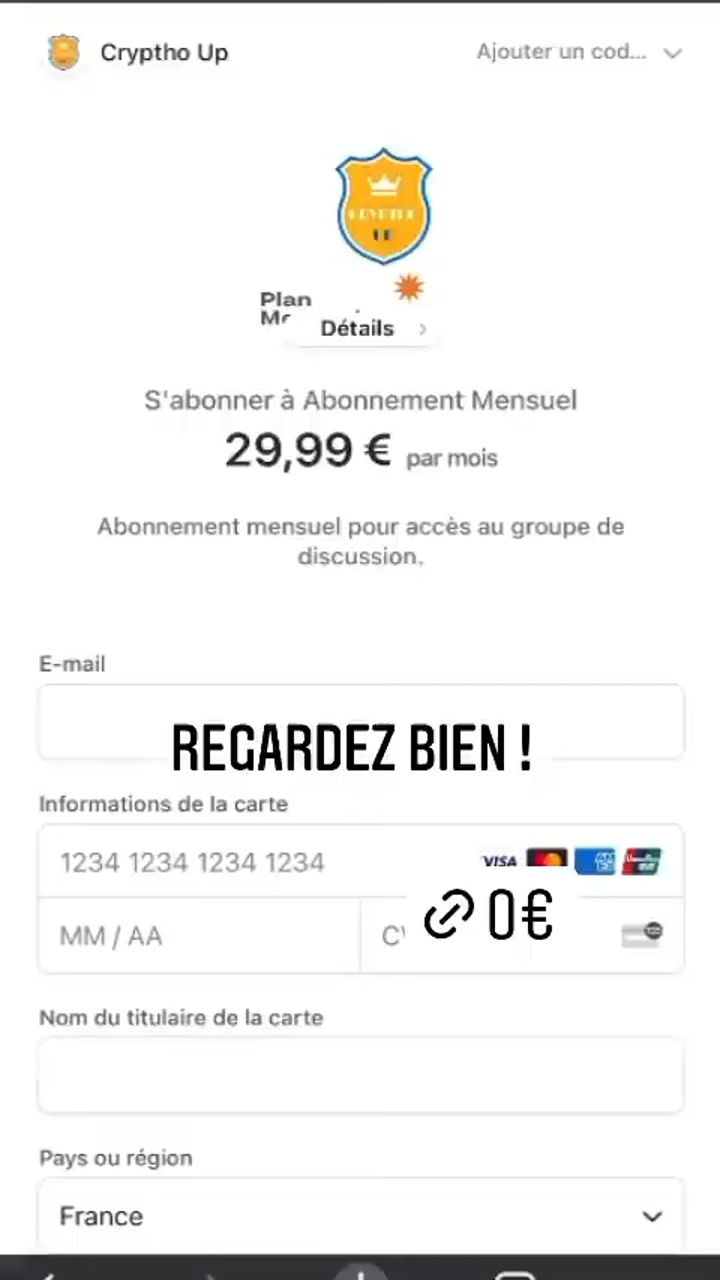 Cryptho Up
Ajouter un cod...
Plan
Détails
S'abonner à Abonnement Mensuel
29,99 € par mois
Abonnement mensuel pour accès au groupe de
discussion.
E-mail
REGARDEZ BIEN !
Informations de la carte
1234 1234 1234 1234
VISA
MM / AA
0€
Nom du titulaire de la carte
Pays ou région
France